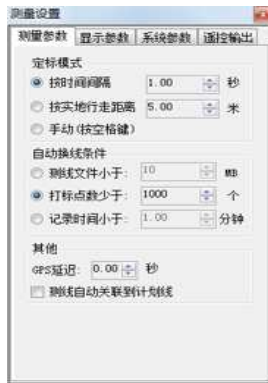 测量设置
测量参数 显示参数 系统参数 遥控输出
定标模式
按时间间隔 1.00 秒
按实地行走距离 5.00 米
手动(按空格键)
自动换线条件
测线文件小于: 10 MB
打标点数少于: 1000 个
记录时间小于: 1.00 分钟
其他
GPS延迟: 0.00 秒
测线自动关联到计划线